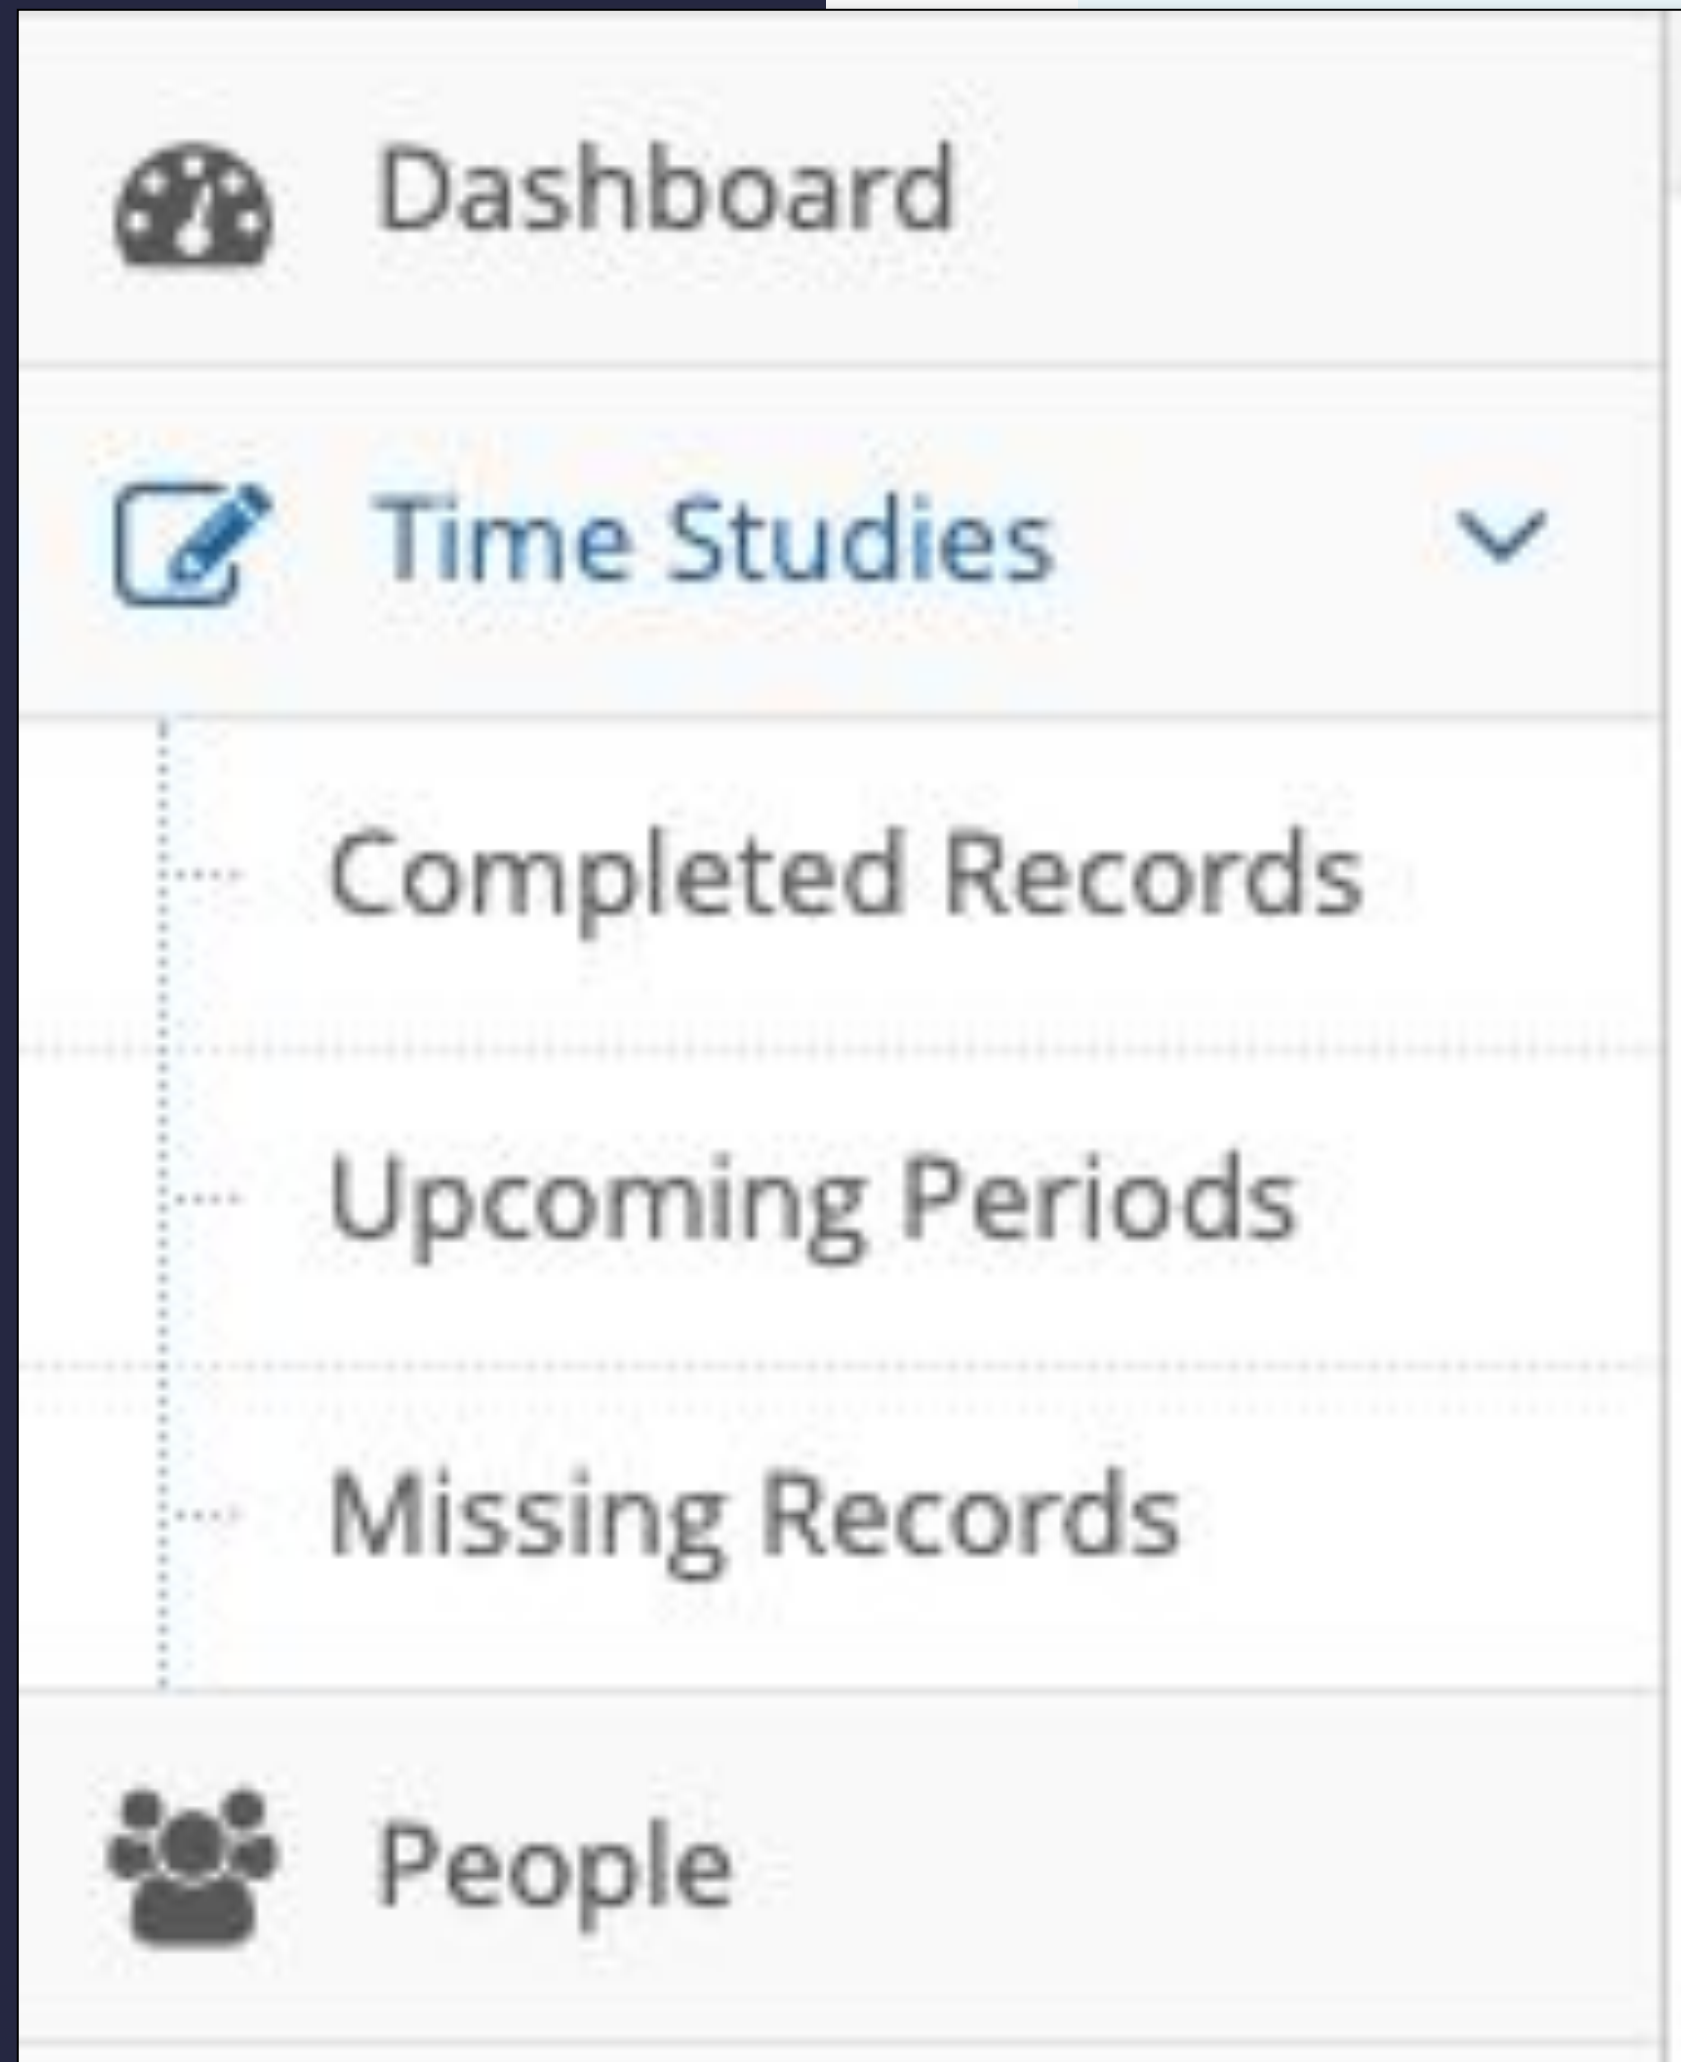 Dashboard
Time Studies
Completed Records
Upcoming Periods
Missing Records
People